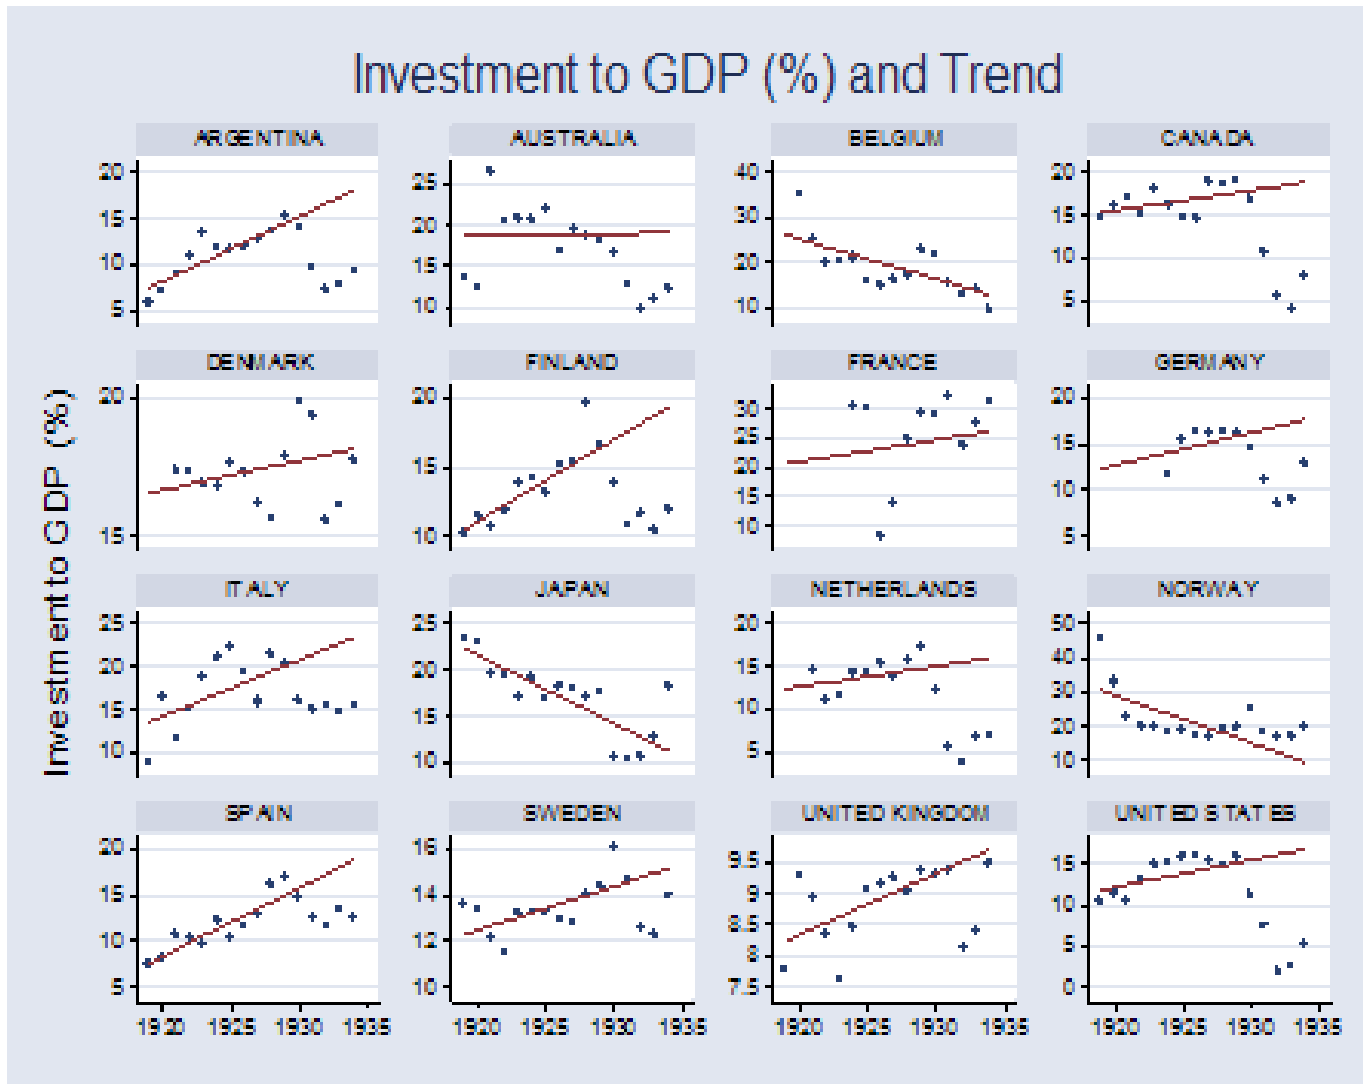 Investment to GDP (%) and Trend
Investment to GDP (%)
ARGENTINA
20
15
10
5
AUSTRALIA
25
20
15
10
BELGIUM
40
30
20
10
CANADA
20
15
10
5
DENMARK
20
15
FINLAND
20
15
10
FRANCE
30
25
20
15
10
GERMANY
20
15
10
5
ITALY
25
20
15
10
JAPAN
25
20
15
10
NETHERLANDS
20
15
10
5
NORWAY
50
40
30
20
10
SPAIN
20
15
10
5
1920 1925 1930 1935
SWEDEN
16
14
12
10
1920 1925 1930 1935
UNITED KINGDOM
9.5
9
8.5
8
7.5
1920 1925 1930 1935
UNITED STATES
15
10
5
0
1920 1925 1930 1935